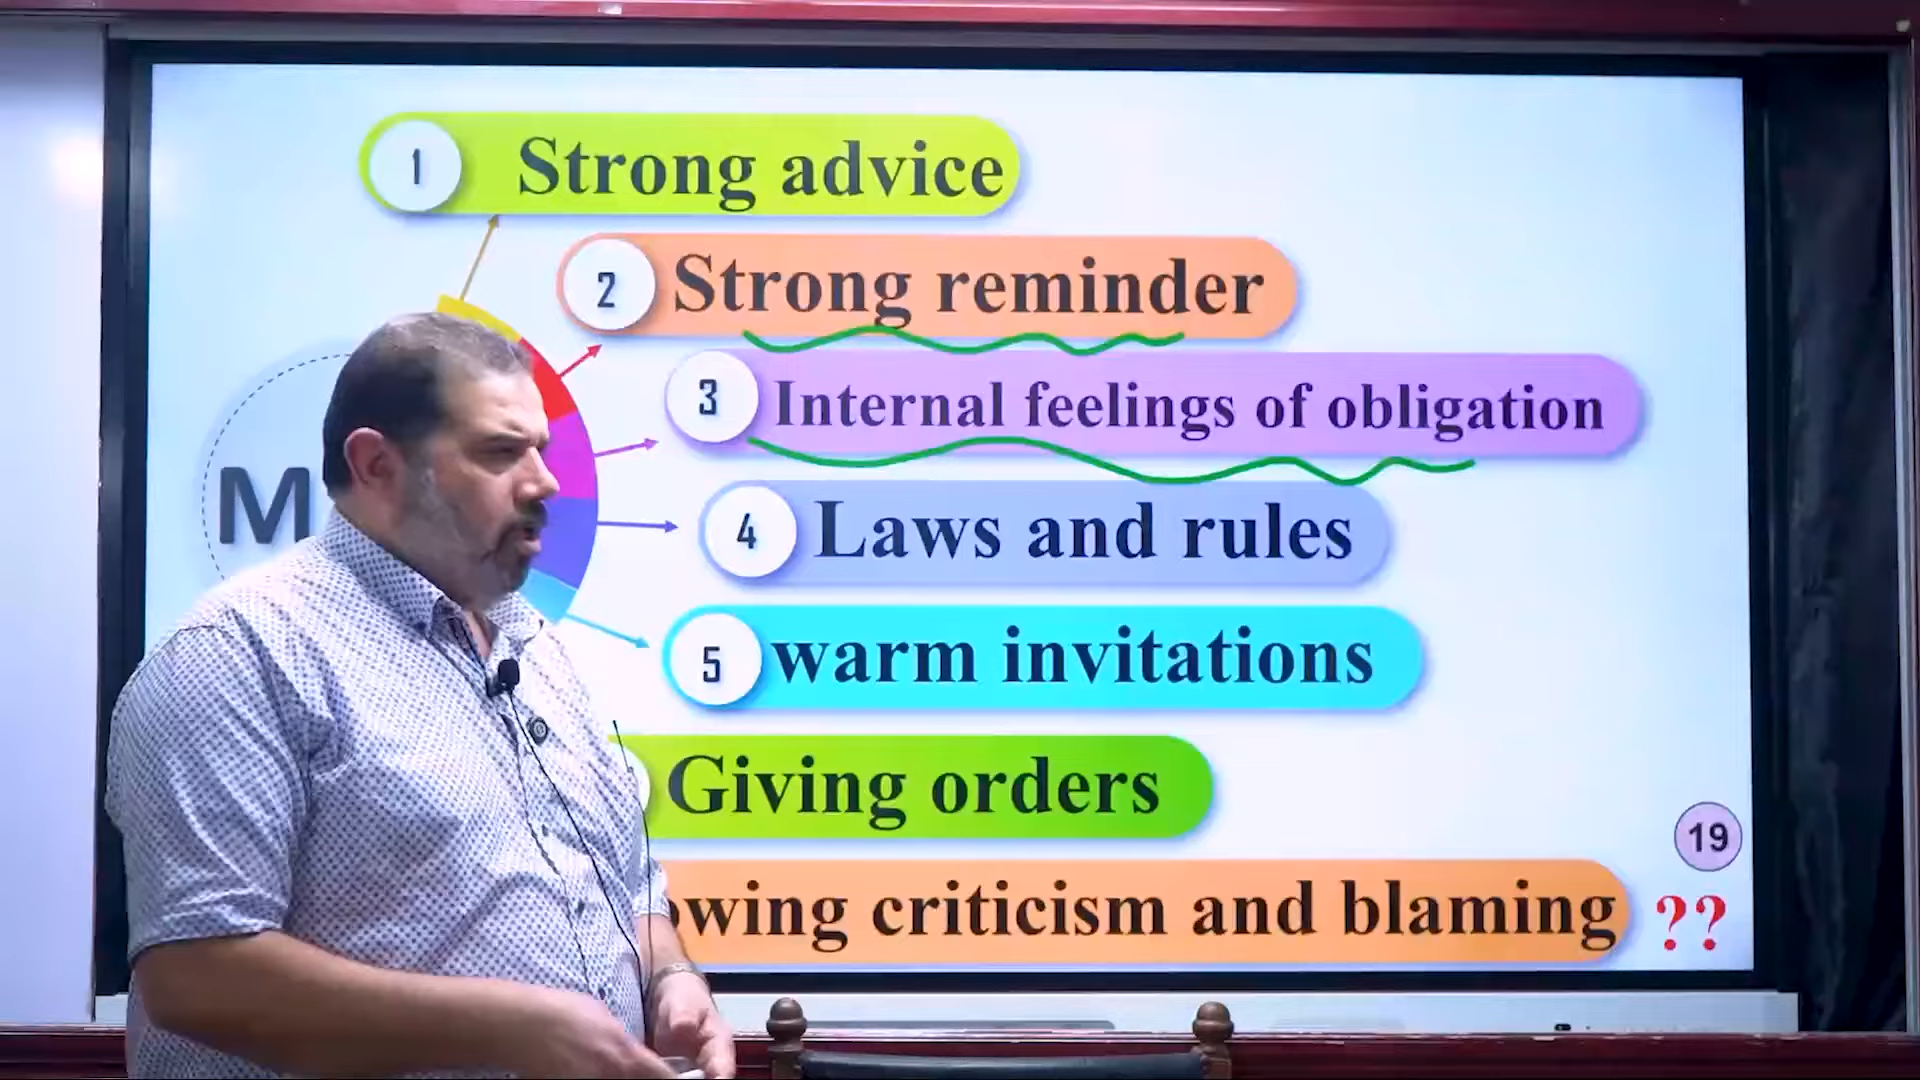 1 Strong advice
2 Strong reminder
3 Internal feelings of obligation
M
4 Laws and rules
5 warm invitations
Giving orders
19
owing criticism and blaming ??